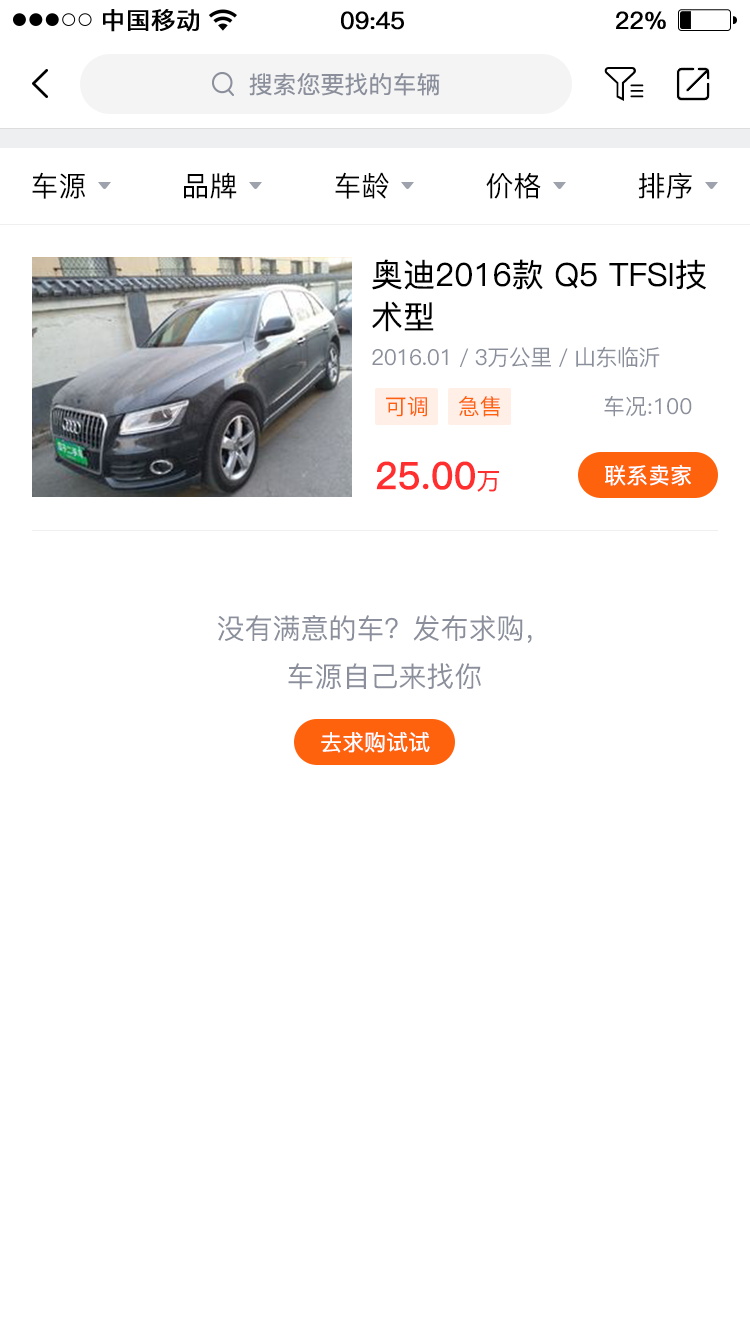 中国移动 09:45 22%
搜索您要找的车辆
车源 品牌 车龄 价格 排序
奥迪2016款 Q5 TFSI技
术型
2016.01 / 3万公里 / 山东临沂
可调 急售 车况:100
25.00万 联系卖家
没有满意的车？发布求购，
车源自己来找你
去求购试试